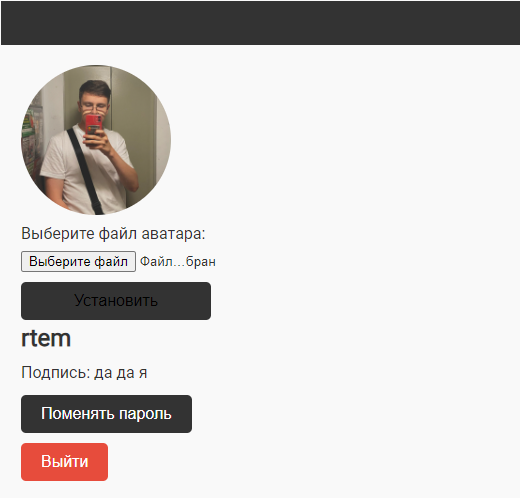 Выберите файл аватара:
Выберите файл Файл...бран
Установить
rtem
Подпись: да да я
Поменять пароль
Выйти